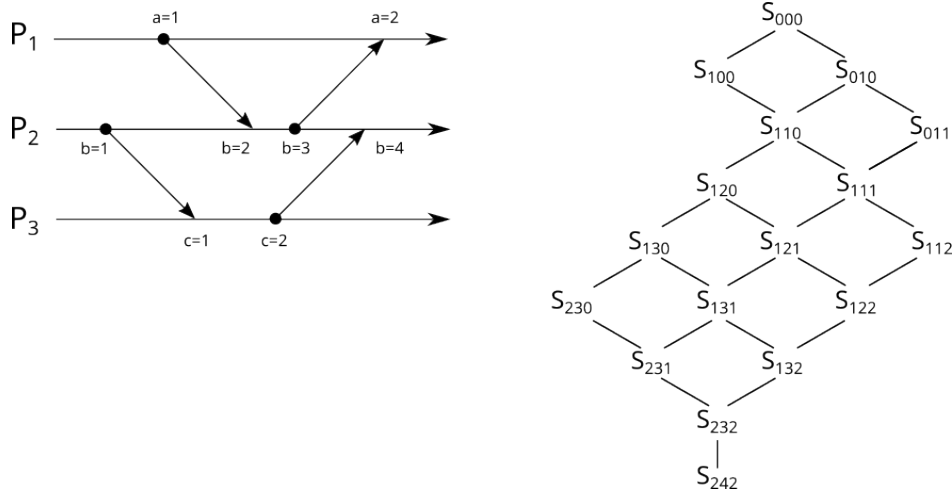 a=1 a=2
P1
P2
b=1 b=2 b=3 b=4
P3
c=1 c=2
S000
S100 S010
S110 S011
S120 S111
S130 S121 S112
S230 S131 S122
S231 S132
S232
S242